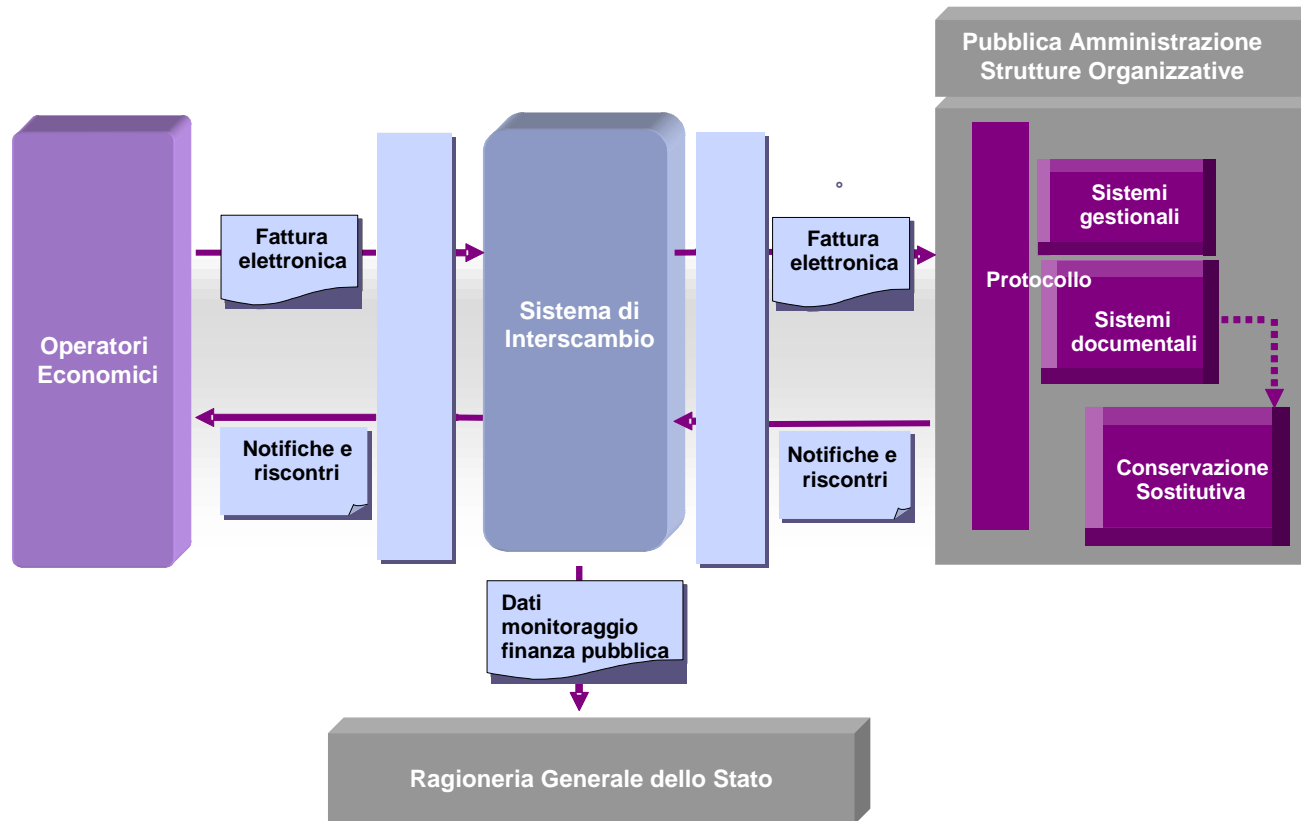 Pubblica Amministrazione
Strutture Organizzative
Operatori
Economici
Fattura
elettronica
Notifiche e
riscontri
Sistema di
Interscambio
Fattura
elettronica
Notifiche e
riscontri
Protocollo
Sistemi
gestionali
Sistemi
documentali
Conservazione
Sostitutiva
Dati
monitoraggio
finanza pubblica
Ragioneria Generale dello Stato